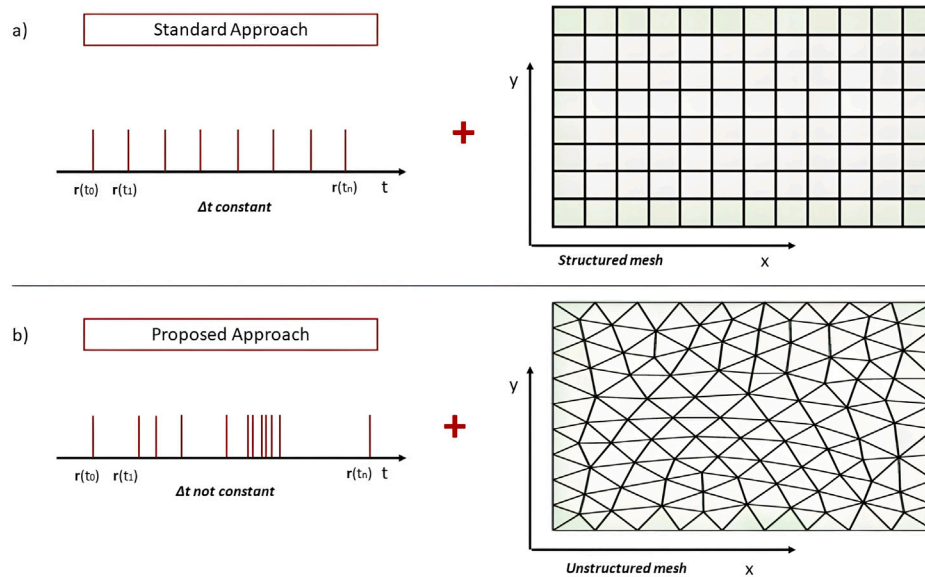 a)
Standard Approach
r(t₀) r(t₁) r(tₙ) t
Δt constant
+
y
x
Structured mesh
b)
Proposed Approach
r(t₀) r(t₁) r(tₙ) t
Δt not constant
+
y
x
Unstructured mesh